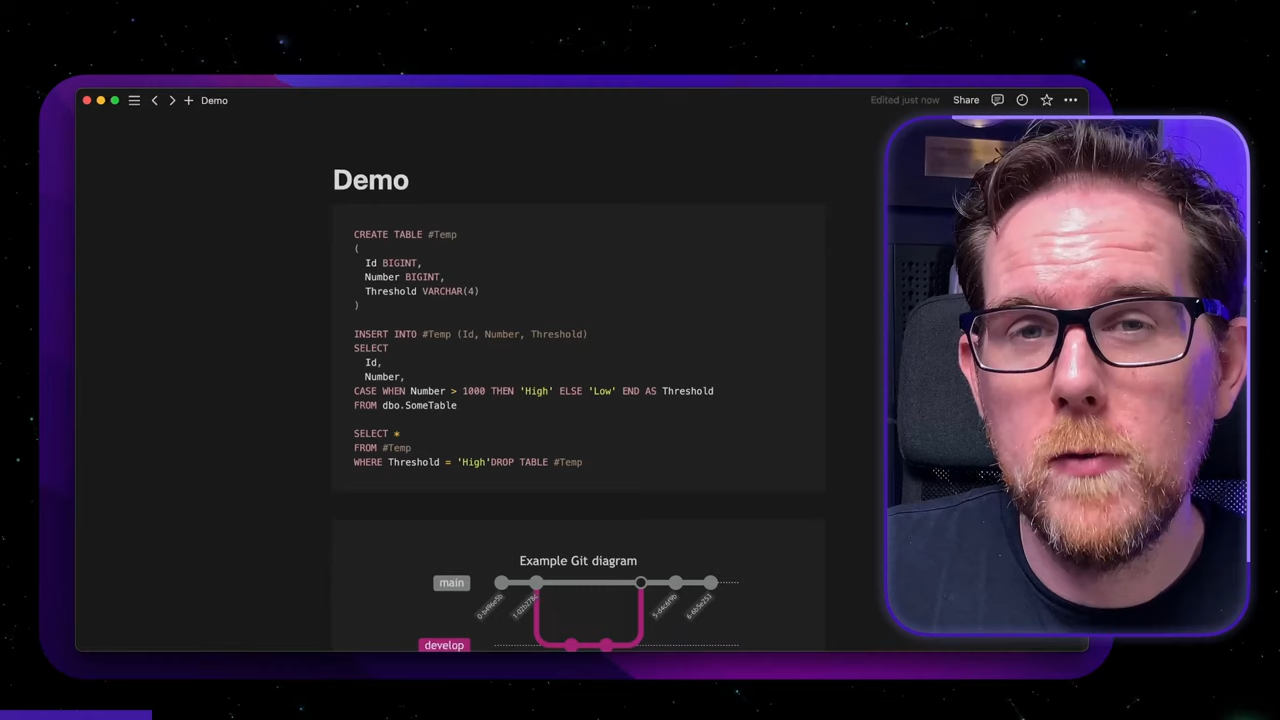 Demo
Edited just now
Share
Demo
CREATE TABLE #Temp
(
Id BIGINT,
Number BIGINT,
Threshold VARCHAR(4)
)
INSERT INTO #Temp (Id, Number, Threshold)
SELECT
Id,
Number,
CASE WHEN Number > 1000 THEN 'High' ELSE 'Low' END AS Threshold
FROM dbo.SomeTable
SELECT *
FROM #Temp
WHERE Threshold = 'High'DROP TABLE #Temp
Example Git diagram
main
develop